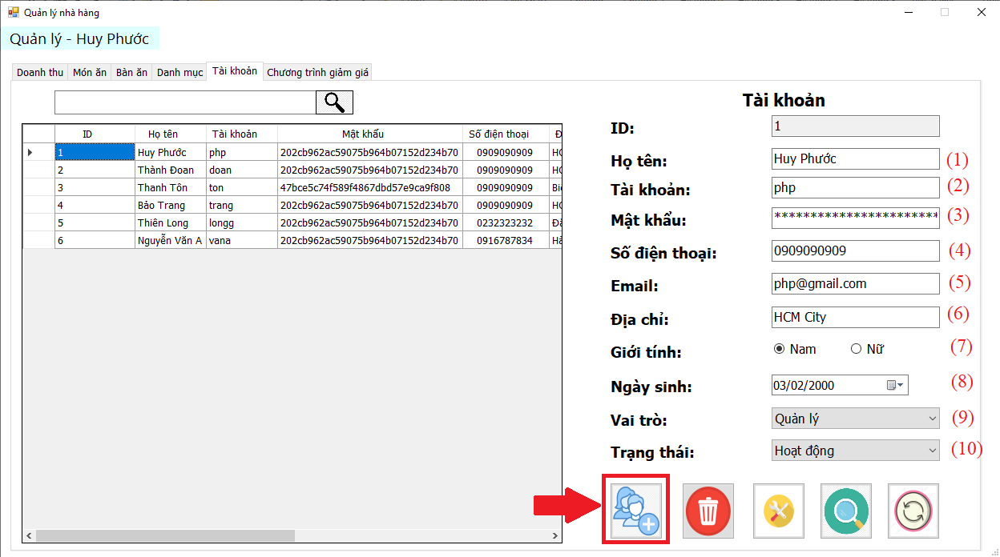 Quản lý nhà hàng
Quản lý - Huy Phước
Doanh thu Món ăn Bàn ăn Danh mục Tài khoản Chương trình giảm giá
Tài khoản
ID Họ tên Tài khoản Mật khẩu Số điện thoại
1 Huy Phước php 202cb962ac59075b964b07152d234b70 0909090909
2 Thành Đoan doan 202cb962ac59075b964b07152d234b70 0909090909
3 Thanh Tôn ton 47bce5c74f589f4867dbd57e9ca9f808 0909090909
4 Bảo Trang trang 202cb962ac59075b964b07152d234b70 0909090909
5 Thiên Long longg 202cb962ac59075b964b07152d234b70 0232323232
6 Nguyễn Văn A vana 202cb962ac59075b964b07152d234b70 0916787834
ID: 1
Họ tên: Huy Phước (1)
Tài khoản: php (2)
Mật khẩu: *********************** (3)
Số điện thoại: 0909090909 (4)
Email: php@gmail.com (5)
Địa chỉ: HCM City (6)
Giới tính: Nam Nữ (7)
Ngày sinh: 03/02/2000 (8)
Vai trò: Quản lý (9)
Trạng thái: Hoạt động (10)